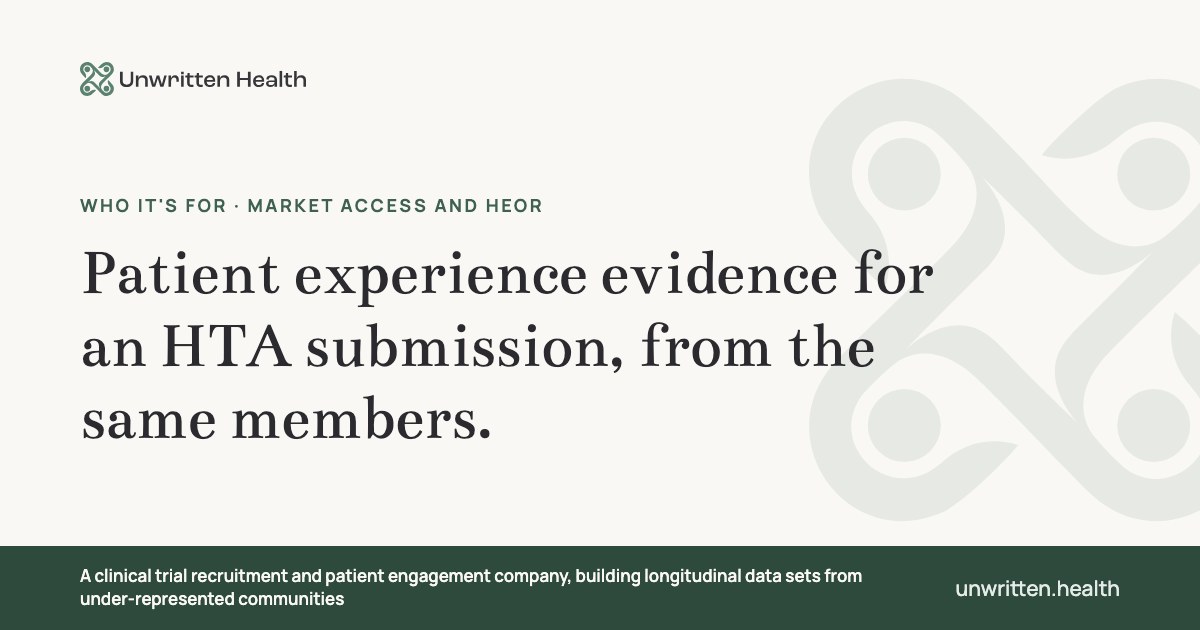 Unwritten Health
WHO IT'S FOR · MARKET ACCESS AND HEOR
Patient experience evidence for
an HTA submission, from the
same members.
A clinical trial recruitment and patient engagement company, building longitudinal data sets from
under-represented communities
unwritten.health